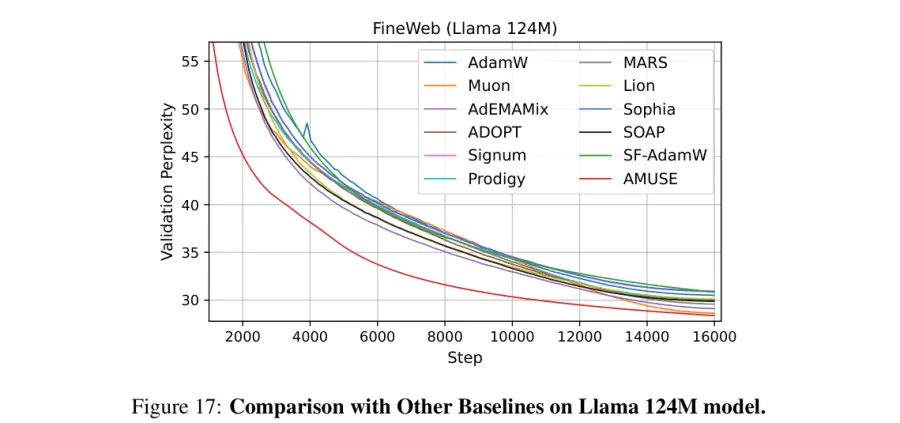 FineWeb (Llama 124M)
Validation Perplexity
55
50
45
40
35
30
AdamW
Muon
AdEMAMix
ADOPT
Signum
Prodigy
MARS
Lion
Sophia
SOAP
SF-AdamW
AMUSE
2000 4000 6000 8000 10000 12000 14000 16000
Step
Figure 17: Comparison with Other Baselines on Llama 124M model.